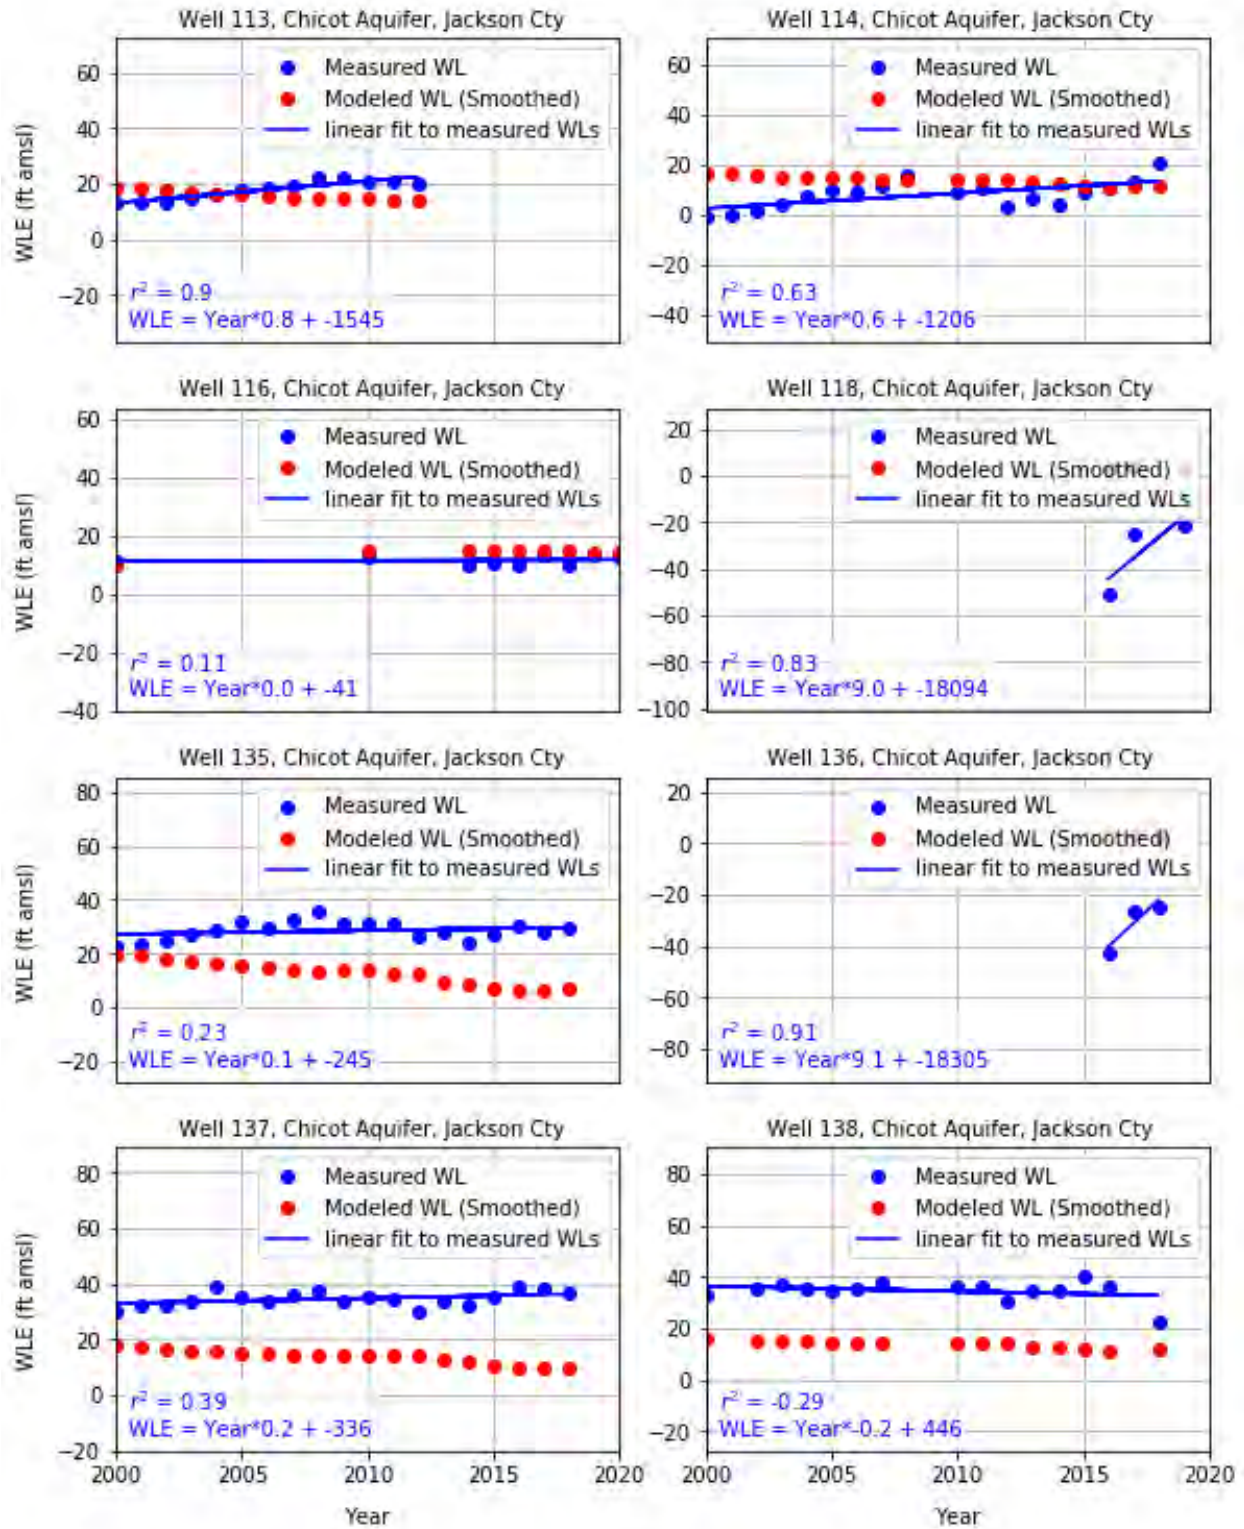 Well 113, Chicot Aquifer, Jackson Cty
Measured WL
Modeled WL (Smoothed)
linear fit to measured WLs
60
40
20
0
−20
WLE (ft amsl)
r² = 0.9
WLE = Year*0.8 + -1545
Well 114, Chicot Aquifer, Jackson Cty
Measured WL
Modeled WL (Smoothed)
linear fit to measured WLs
60
40
20
0
−20
−40
r² = 0.63
WLE = Year*0.6 + -1206
Well 116, Chicot Aquifer, Jackson Cty
Measured WL
Modeled WL (Smoothed)
linear fit to measured WLs
60
40
20
0
−20
−40
WLE (ft amsl)
r² = 0.11
WLE = Year*0.0 + -41
Well 118, Chicot Aquifer, Jackson Cty
Measured WL
Modeled WL (Smoothed)
linear fit to measured WLs
20
0
−20
−40
−60
−80
−100
r² = 0.83
WLE = Year*9.0 + -18094
Well 135, Chicot Aquifer, Jackson Cty
Measured WL
Modeled WL (Smoothed)
linear fit to measured WLs
80
60
40
20
0
−20
WLE (ft amsl)
r² = 0.23
WLE = Year*0.1 + -245
Well 136, Chicot Aquifer, Jackson Cty
Measured WL
Modeled WL (Smoothed)
linear fit to measured WLs
20
0
−20
−40
−60
−80
r² = 0.91
WLE = Year*9.1 + -18305
Well 137, Chicot Aquifer, Jackson Cty
Measured WL
Modeled WL (Smoothed)
linear fit to measured WLs
80
60
40
20
0
−20
WLE (ft amsl)
r² = 0.39
WLE = Year*0.2 + -336
2000 2005 2010 2015 2020
Year
Well 138, Chicot Aquifer, Jackson Cty
Measured WL
Modeled WL (Smoothed)
linear fit to measured WLs
80
60
40
20
0
−20
r² = -0.29
WLE = Year*-0.2 + 446
2000 2005 2010 2015 2020
Year